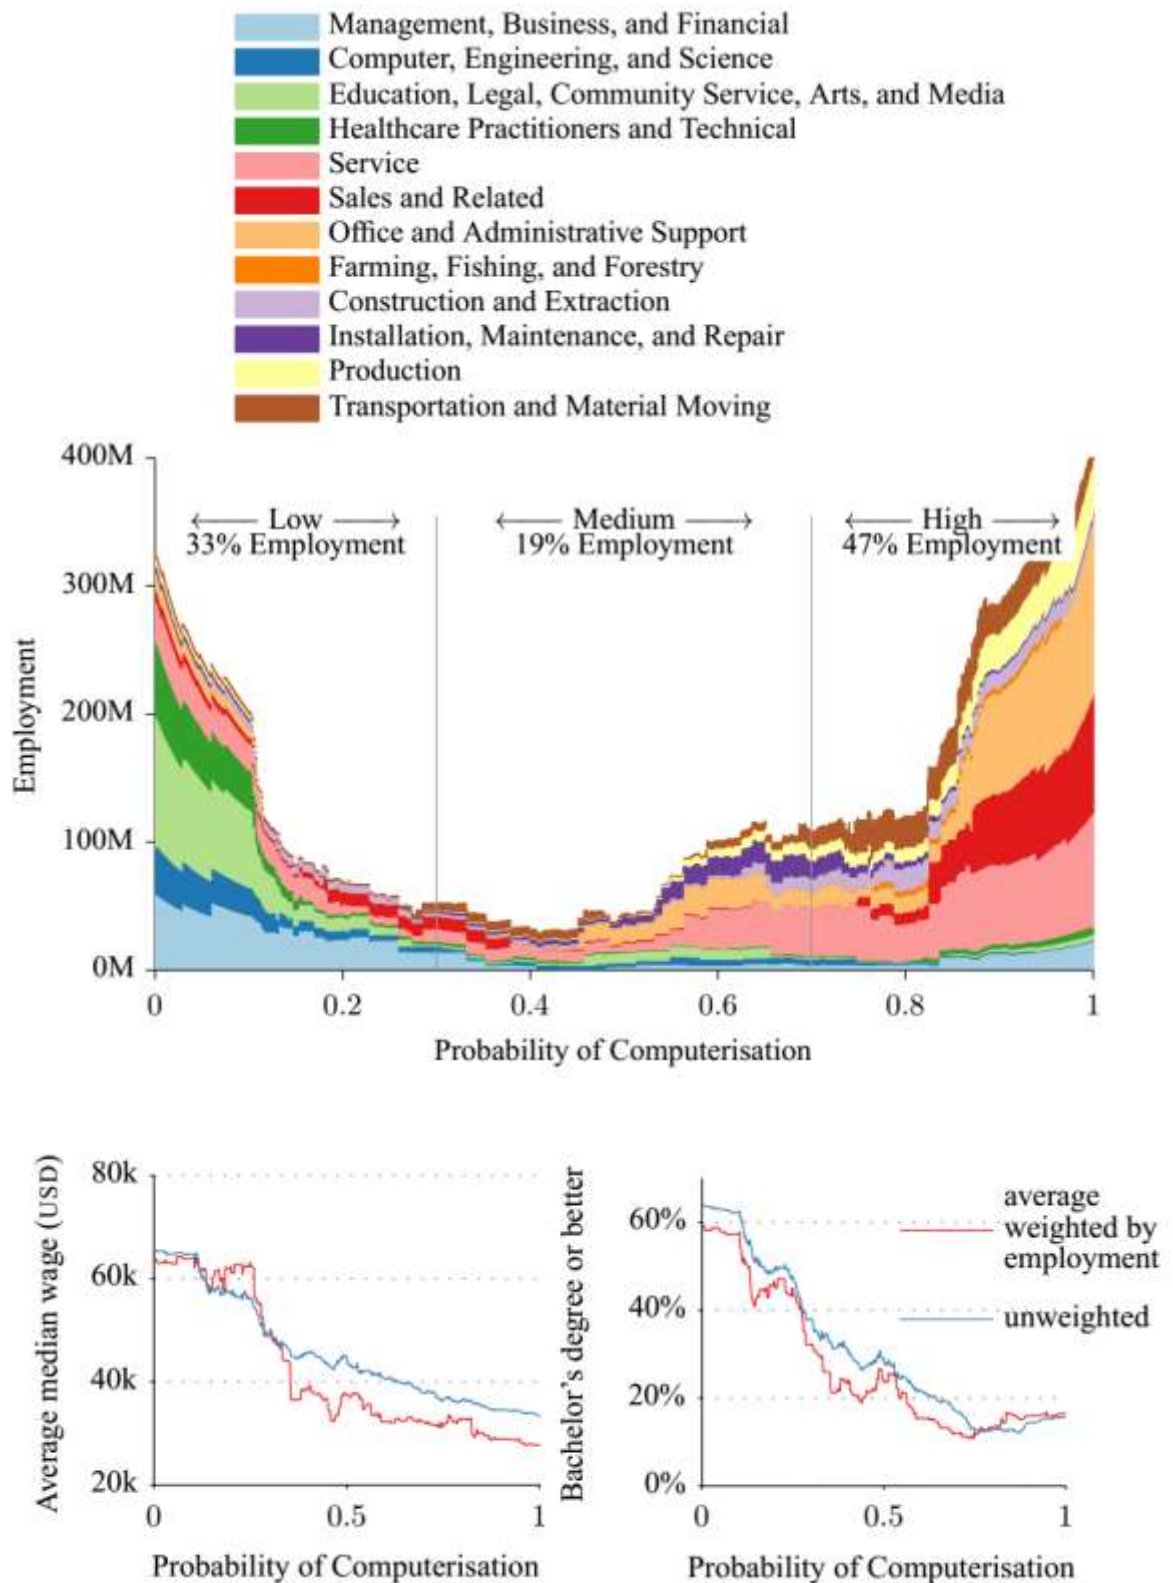 Management, Business, and Financial
Computer, Engineering, and Science
Education, Legal, Community Service, Arts, and Media
Healthcare Practitioners and Technical
Service
Sales and Related
Office and Administrative Support
Farming, Fishing, and Forestry
Construction and Extraction
Installation, Maintenance, and Repair
Production
Transportation and Material Moving
400M
300M
200M
100M
0M
Employment
← Low →
33% Employment
← Medium →
19% Employment
← High →
47% Employment
0 0.2 0.4 0.6 0.8 1
Probability of Computerisation
Average median wage (USD)
80k
60k
40k
20k
0 0.5 1
Probability of Computerisation
Bachelor's degree or better
60%
40%
20%
0%
0 0.5 1
Probability of Computerisation
average
weighted by
employment
unweighted